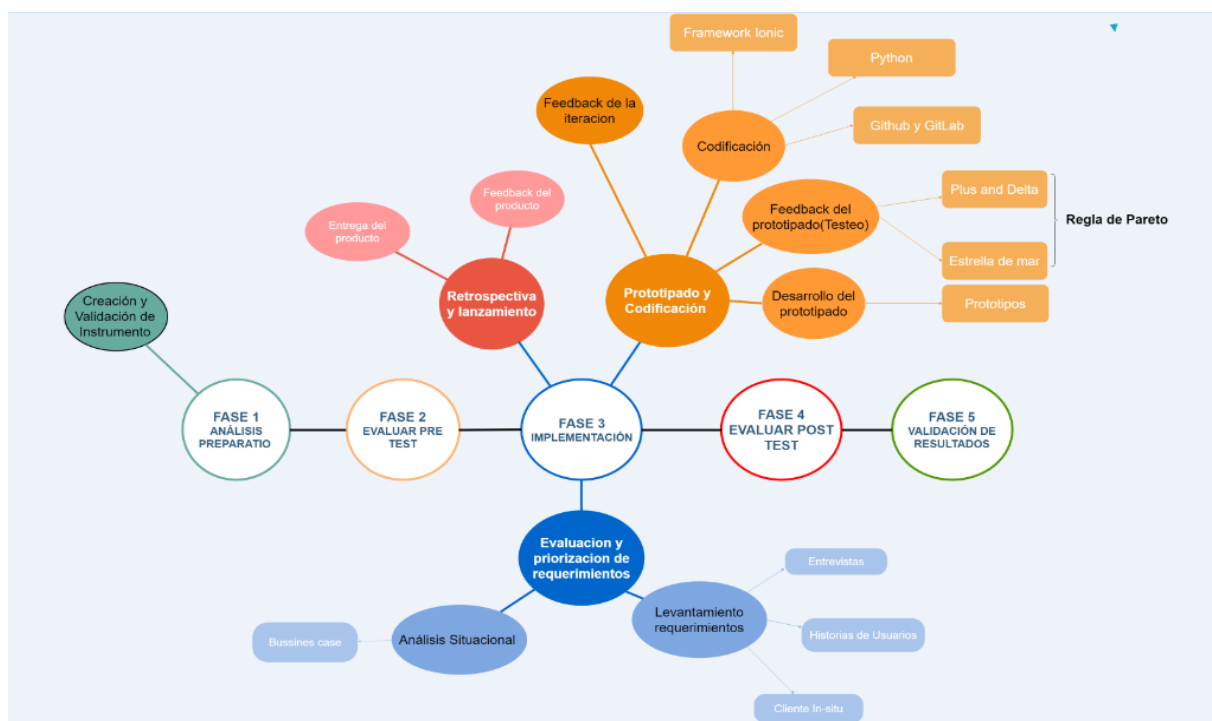 Framework Ionic
Python
Feedback de la
iteracion
Github y GitLab
Codificación
Feedback del
producto
Plus and Delta
Feedback del
prototipado(Testeo)
Regla de Pareto
Entrega del
producto
Estrella de mar
Retrospectiva
y lanzamiento
Prototipado y
Codificación
Desarrollo del
prototipado
Prototipos
Creación y
Validación de
Instrumento
FASE 1
ANÁLISIS
PREPARATIO
FASE 2
EVALUAR PRE
TEST
FASE 3
IMPLEMENTACIÓN
FASE 4
EVALUAR POST
TEST
FASE 5
VALIDACIÓN DE
RESULTADOS
Evaluacion y
priorizacion de
requerimientos
Entrevistas
Levantamiento
requerimientos
Historias de Usuarios
Análisis Situacional
Bussines case
Cliente In-situ